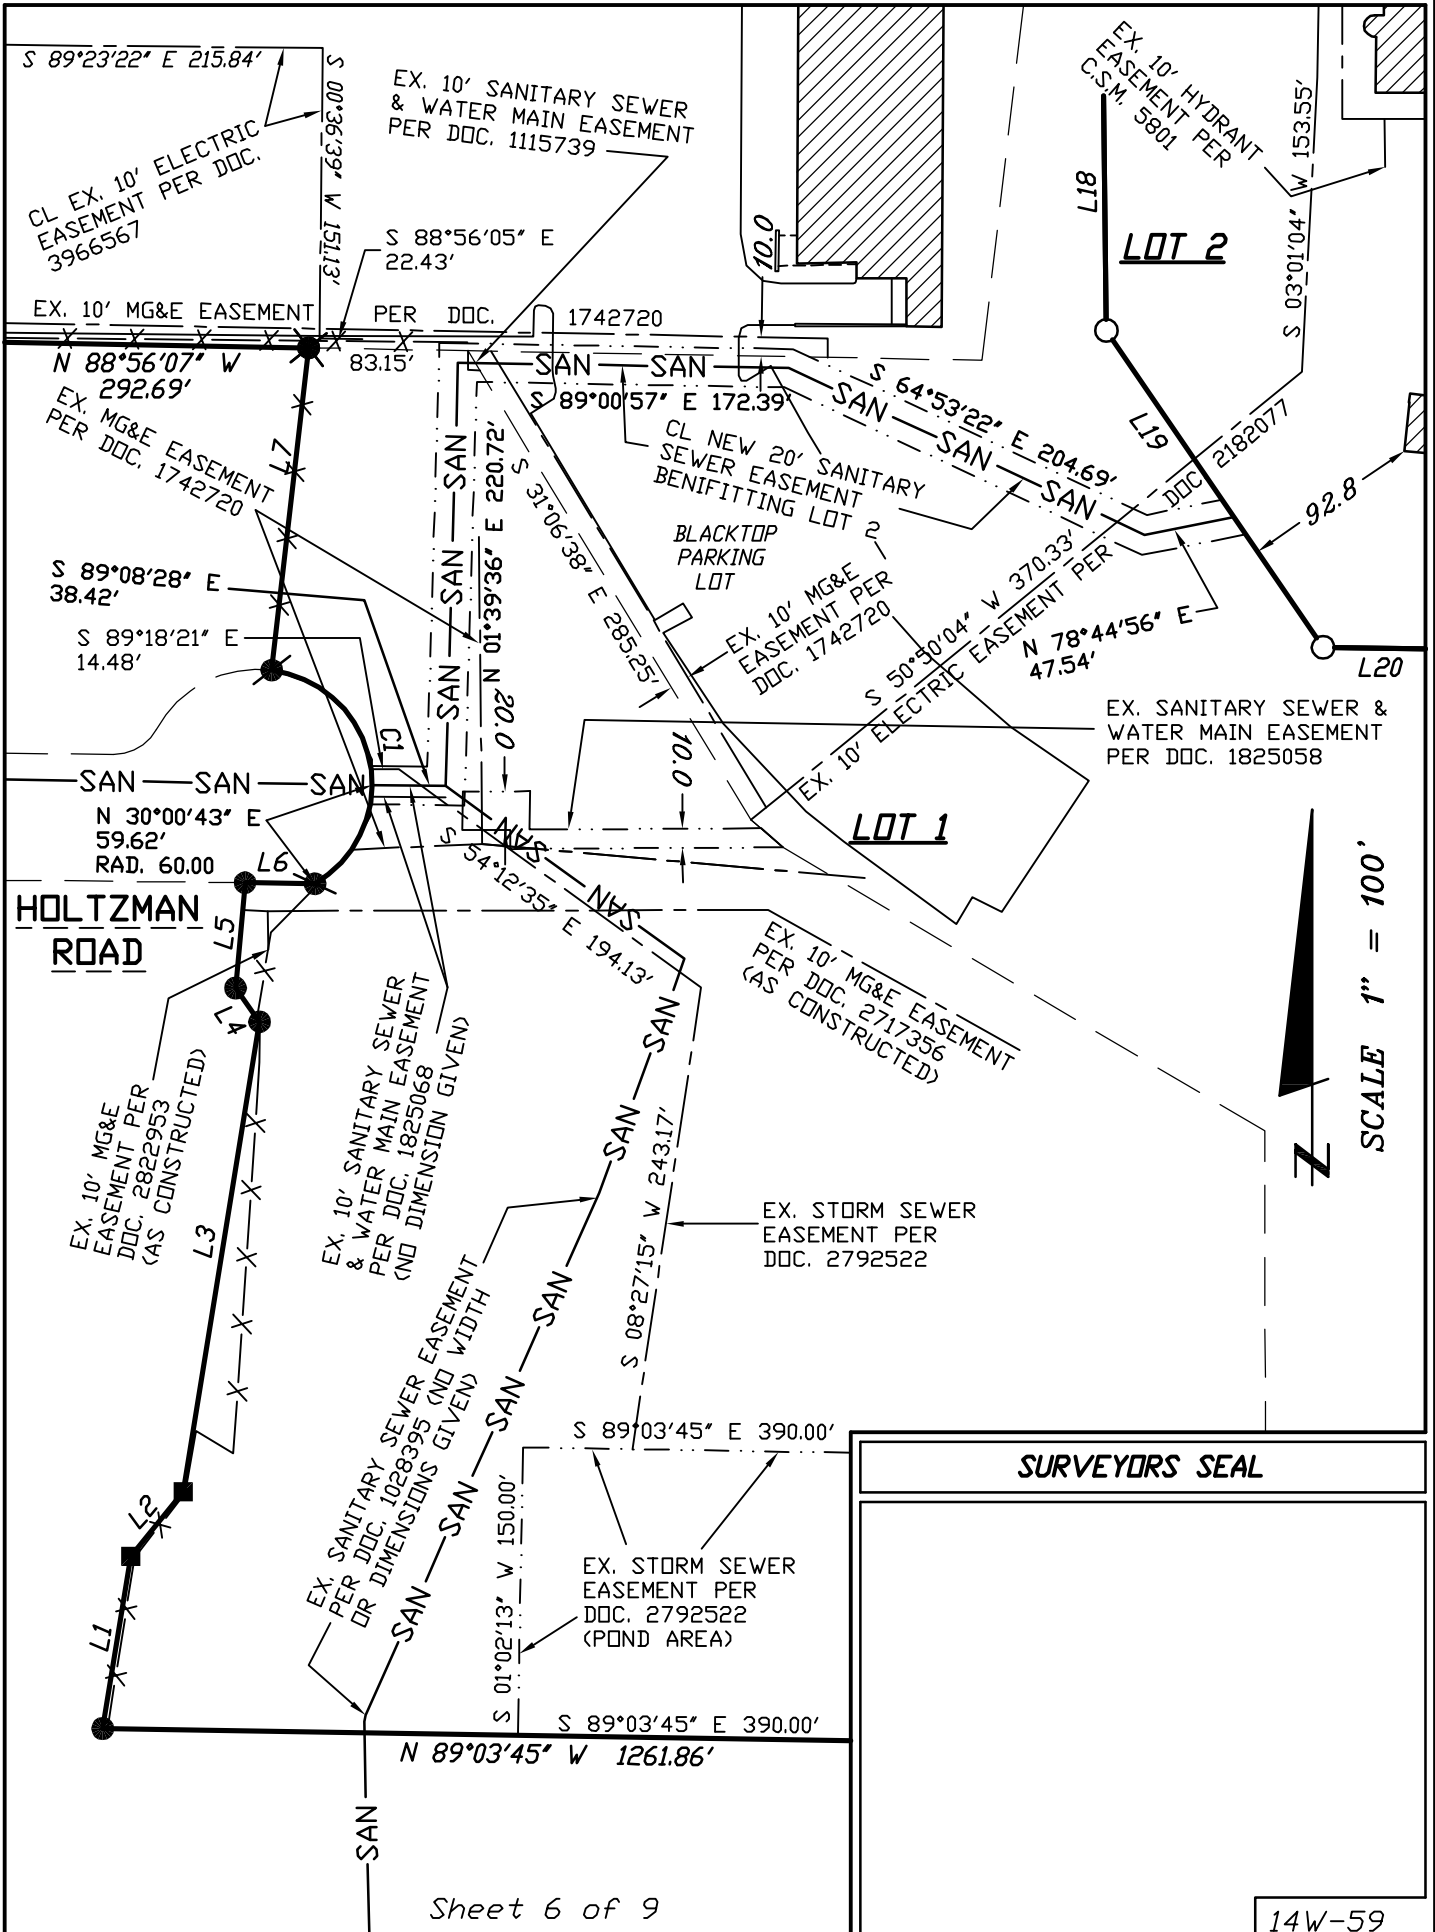 S 89°23'22" E 215.84'
S 00°36'39" W 151.13'
CL EX. 10' ELECTRIC
EASEMENT PER DOC.
3966567
EX. 10' SANITARY SEWER
& WATER MAIN EASEMENT
PER DOC. 1115739
S 88°56'05" E
22.43'
EX. 10' HYDRANT
EASEMENT PER
C.S.M. 5801
S 03°01'04" W 153.55'
L18
LOT 2
10.0
EX. 10' MG&E EASEMENT PER DOC. 1742720
N 88°56'07" W
292.69'
83.15'
SAN SAN
S 89°00'57" E 172.39'
S 64°53'22" E 204.69'
SAN SAN SAN
L19
DOC 2182077
92.8
EX. MG&E EASEMENT
PER DOC. 1742720
L7
SAN SAN SAN SAN
N 01°39'36" E 220.72'
S 31°06'38" E 285.25'
CL NEW 20' SANITARY
SEWER EASEMENT
BENIFITTING LOT 2
BLACKTOP
PARKING
LOT
S 89°08'28" E
38.42'
S 89°18'21" E
14.48'
EX. 10' MG&E
EASEMENT PER
DOC. 1742720
S 50°50'04" W 370.33'
EX. 10' ELECTRIC EASEMENT PER
N 78°44'56" E
47.54'
L20
EX. SANITARY SEWER &
WATER MAIN EASEMENT
PER DOC. 1825058
20.0
10.0
C1
SAN SAN SAN
N 30°00'43" E
59.62'
RAD. 60.00
L6
LOT 1
SAN SAN
S 54°12'35" E 194.13'
HOLTZMAN
ROAD
L5
L4
EX. 10' MG&E EASEMENT
PER DOC. 2717356
(AS CONSTRUCTED)
SCALE 1" = 100'
N
EX. 10' MG&E
EASEMENT PER
DOC. 2822953
(AS CONSTRUCTED)
L3
EX. 10' SANITARY SEWER
& WATER MAIN EASEMENT
PER DOC. 1825068
(NO DIMENSION GIVEN)
SAN SAN SAN SAN SAN SAN
S 08°27'15" W 243.17'
EX. STORM SEWER
EASEMENT PER
DOC. 2792522
EX. SANITARY SEWER EASEMENT
PER DOC. 1028395 (NO WIDTH
OR DIMENSIONS GIVEN)
S 89°03'45" E 390.00'
SURVEYORS SEAL
L2
S 01°02'13" W 150.00'
EX. STORM SEWER
EASEMENT PER
DOC. 2792522
(POND AREA)
L1
S 89°03'45" E 390.00'
N 89°03'45" W 1261.86'
SAN
Sheet 6 of 9
14W-59